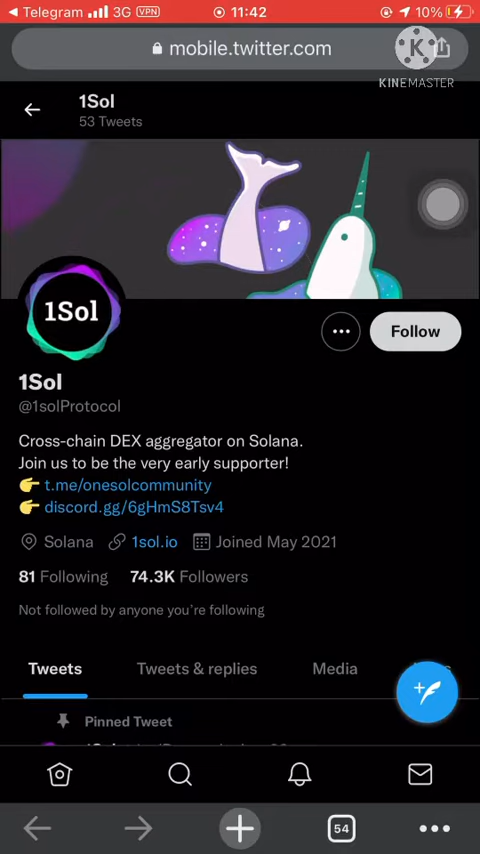 Telegram 3G VPN 11:42 10%
mobile.twitter.com
K
KINEMASTER
1Sol
53 Tweets
1Sol
Follow
1Sol
@1solProtocol
Cross-chain DEX aggregator on Solana.
Join us to be the very early supporter!
👉 t.me/onesolcommunity
👉 discord.gg/6gHmS8Tsv4
Solana 1sol.io Joined May 2021
81 Following 74.3K Followers
Not followed by anyone you're following
Tweets Tweets & replies Media
Pinned Tweet
54